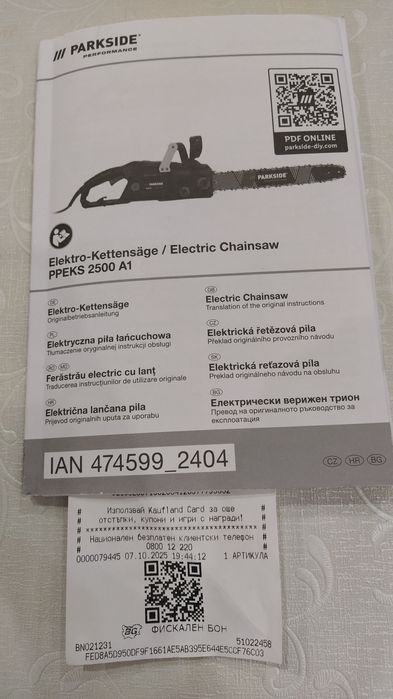 /// PARKSIDE
PERFORMANCE
PDF ONLINE
parkside-diy.com
PARKSIDE
Elektro-Kettensäge / Electric Chainsaw
PPEKS 2500 A1
DE
Elektro-Kettensäge
Originalbetriebsanleitung
GB
Electric Chainsaw
Translation of the original instructions
PL
Elektryczna piła łańcuchowa
Tłumaczenie oryginalnej instrukcji obsługi
CZ
Elektrická řetězová pila
Překlad originálního provozního návodu
RO MD
Ferăstrău electric cu lanț
Traducerea instrucțiunilor de utilizare originale
SK
Elektrická reťazová píla
Preklad originálneho návodu na obsluhu
HR
Električna lančana pila
Prijevod originalnih uputa za uporabu
BG
Електрически верижен трион
Превод на оригиналното ръководство за
експлоатация
IAN 474599_2404
CZ HR BG
# Използвай Kaufland Card за още #
# отстъпки, купони и игри с награди! #
# Национален безплатен клиентски телефон #
# 0800 12 220 #
0000079445 07.10.2025 19:44:12 1 АРТИКУЛА
BG ФИСКАЛЕН БОН
BN021231 51022458
FED8A5D950DF9F1661AE5AB395E644E5CCF76C03